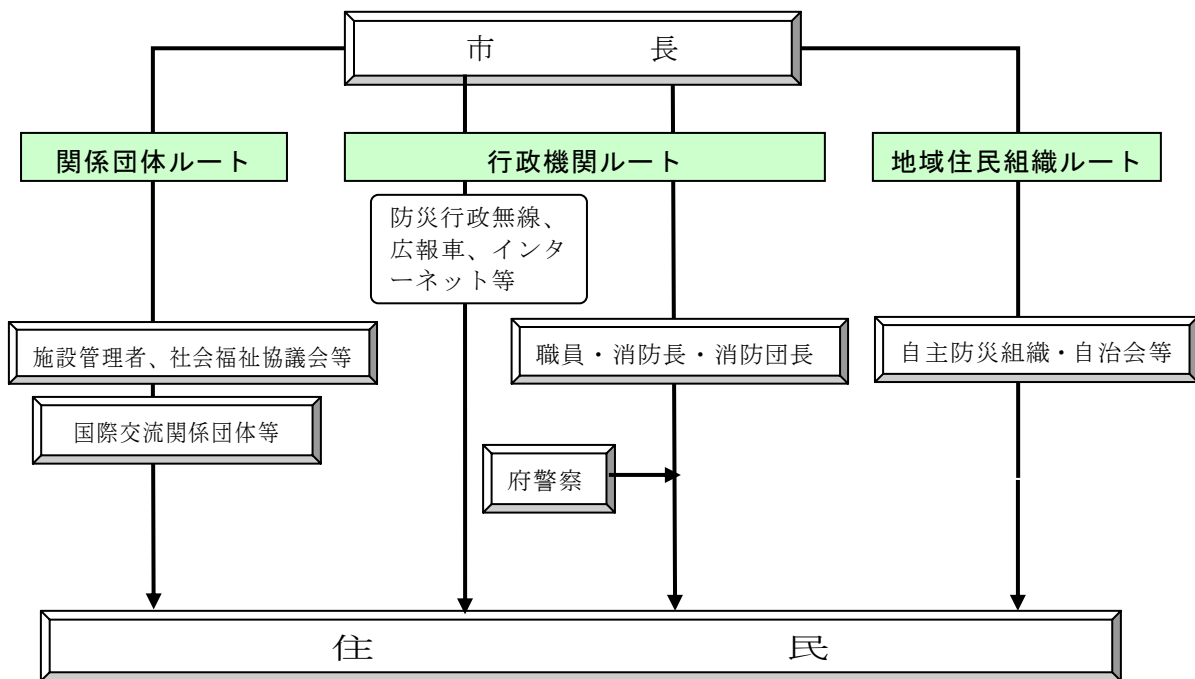 市　　　　長
関係団体ルート
行政機関ルート
地域住民組織ルート
防災行政無線、
広報車、インタ
ーネット等
施設管理者、社会福祉協議会等
職員・消防長・消防団長
自主防災組織・自治会等
国際交流関係団体等
府警察
住　　　　民